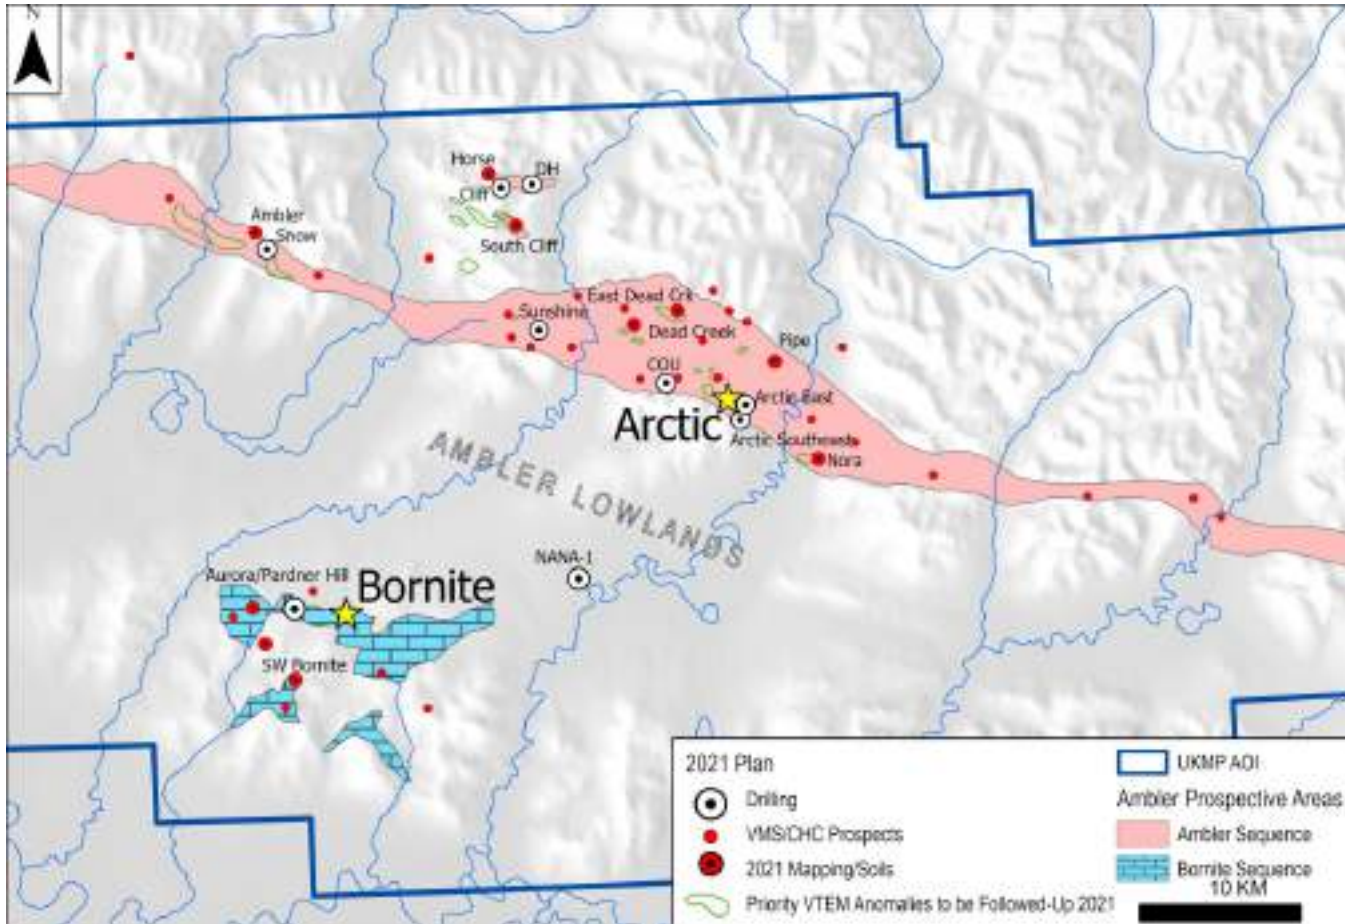 N
Horse
DH
Cliff
Ambler
Snow
South Cliff
East Dead Crk
Sunshine
Dead Creek
Pipe
COU
Arctic East
Arctic
Arctic Southeast
Nora
AMBLER LOWLANDS
NANA-1
Aurora/Pardner Hill
Bornite
SW Bornite
2021 Plan
Drilling
VMS/CHC Prospects
2021 Mapping/Soils
Priority VTEM Anomalies to be Followed-Up 2021
UKMP AOI
Ambler Prospective Areas
Ambler Sequence
Bornite Sequence
10 KM